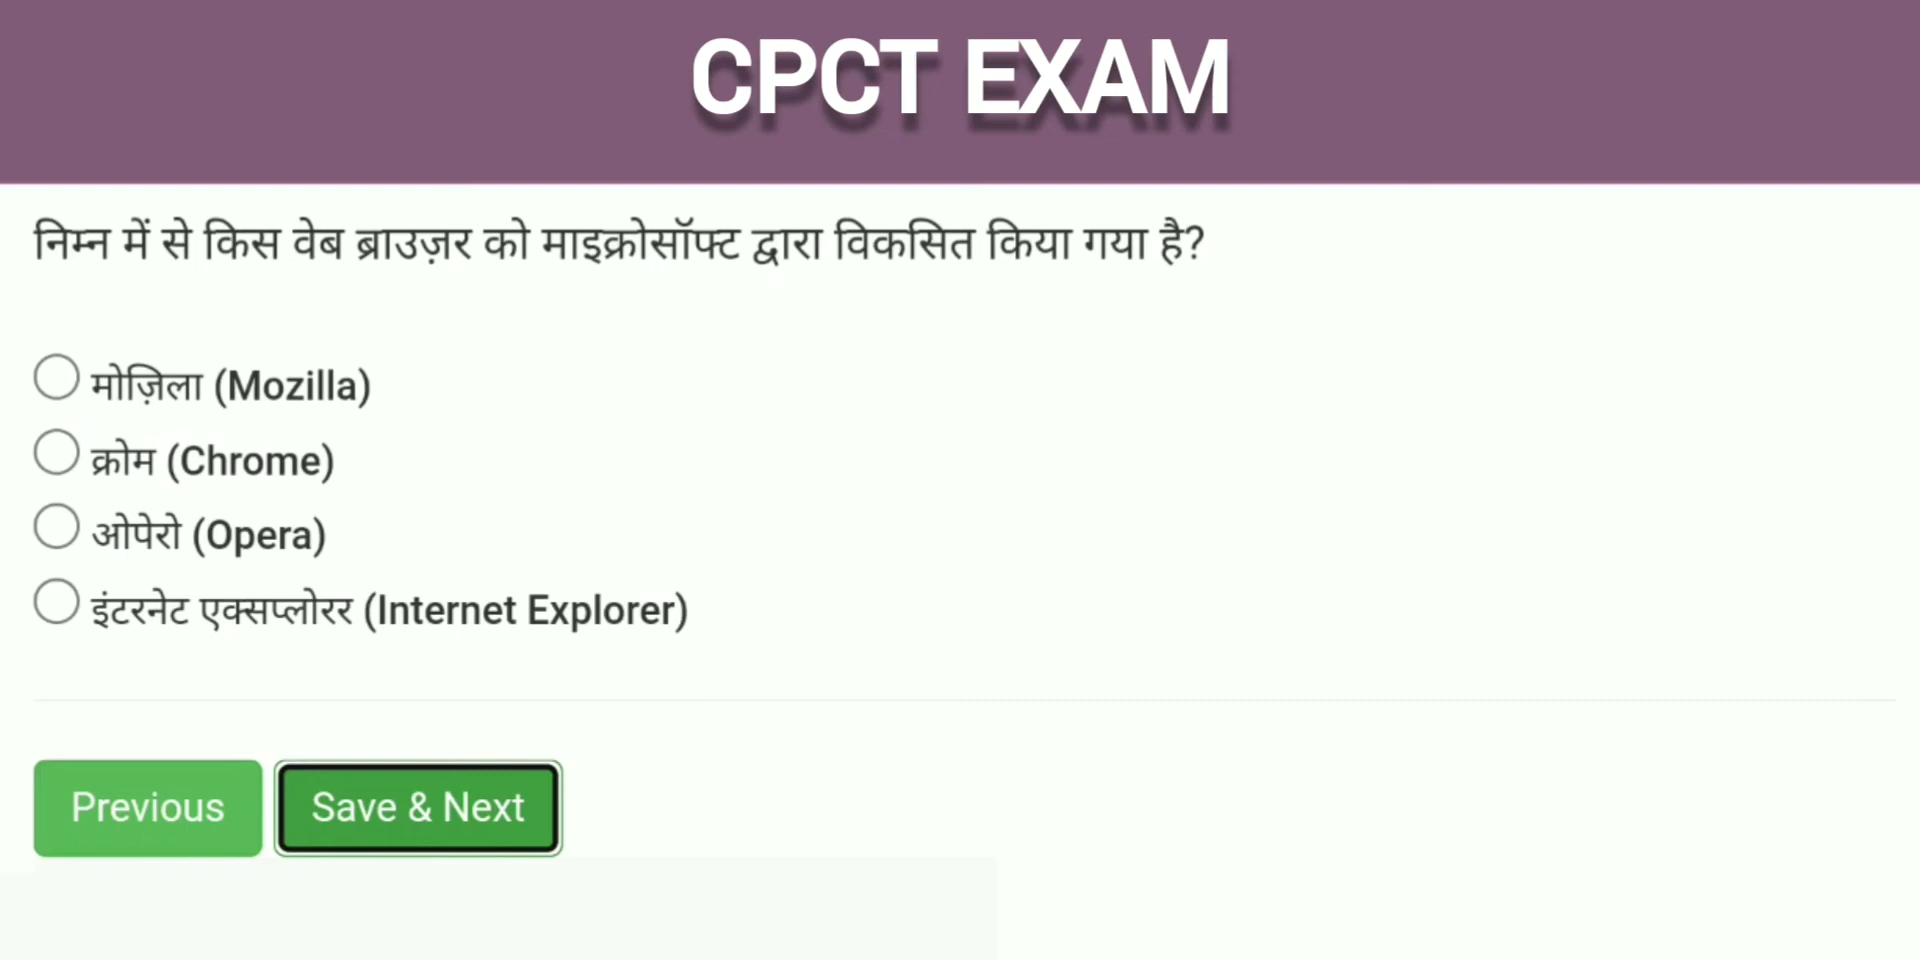 CPCT EXAM
निम्न में से किस वेब ब्राउज़र को माइक्रोसॉफ्ट द्वारा विकसित किया गया है?
मोज़िला (Mozilla)
क्रोम (Chrome)
ओपेरो (Opera)
इंटरनेट एक्सप्लोरर (Internet Explorer)
Previous
Save & Next